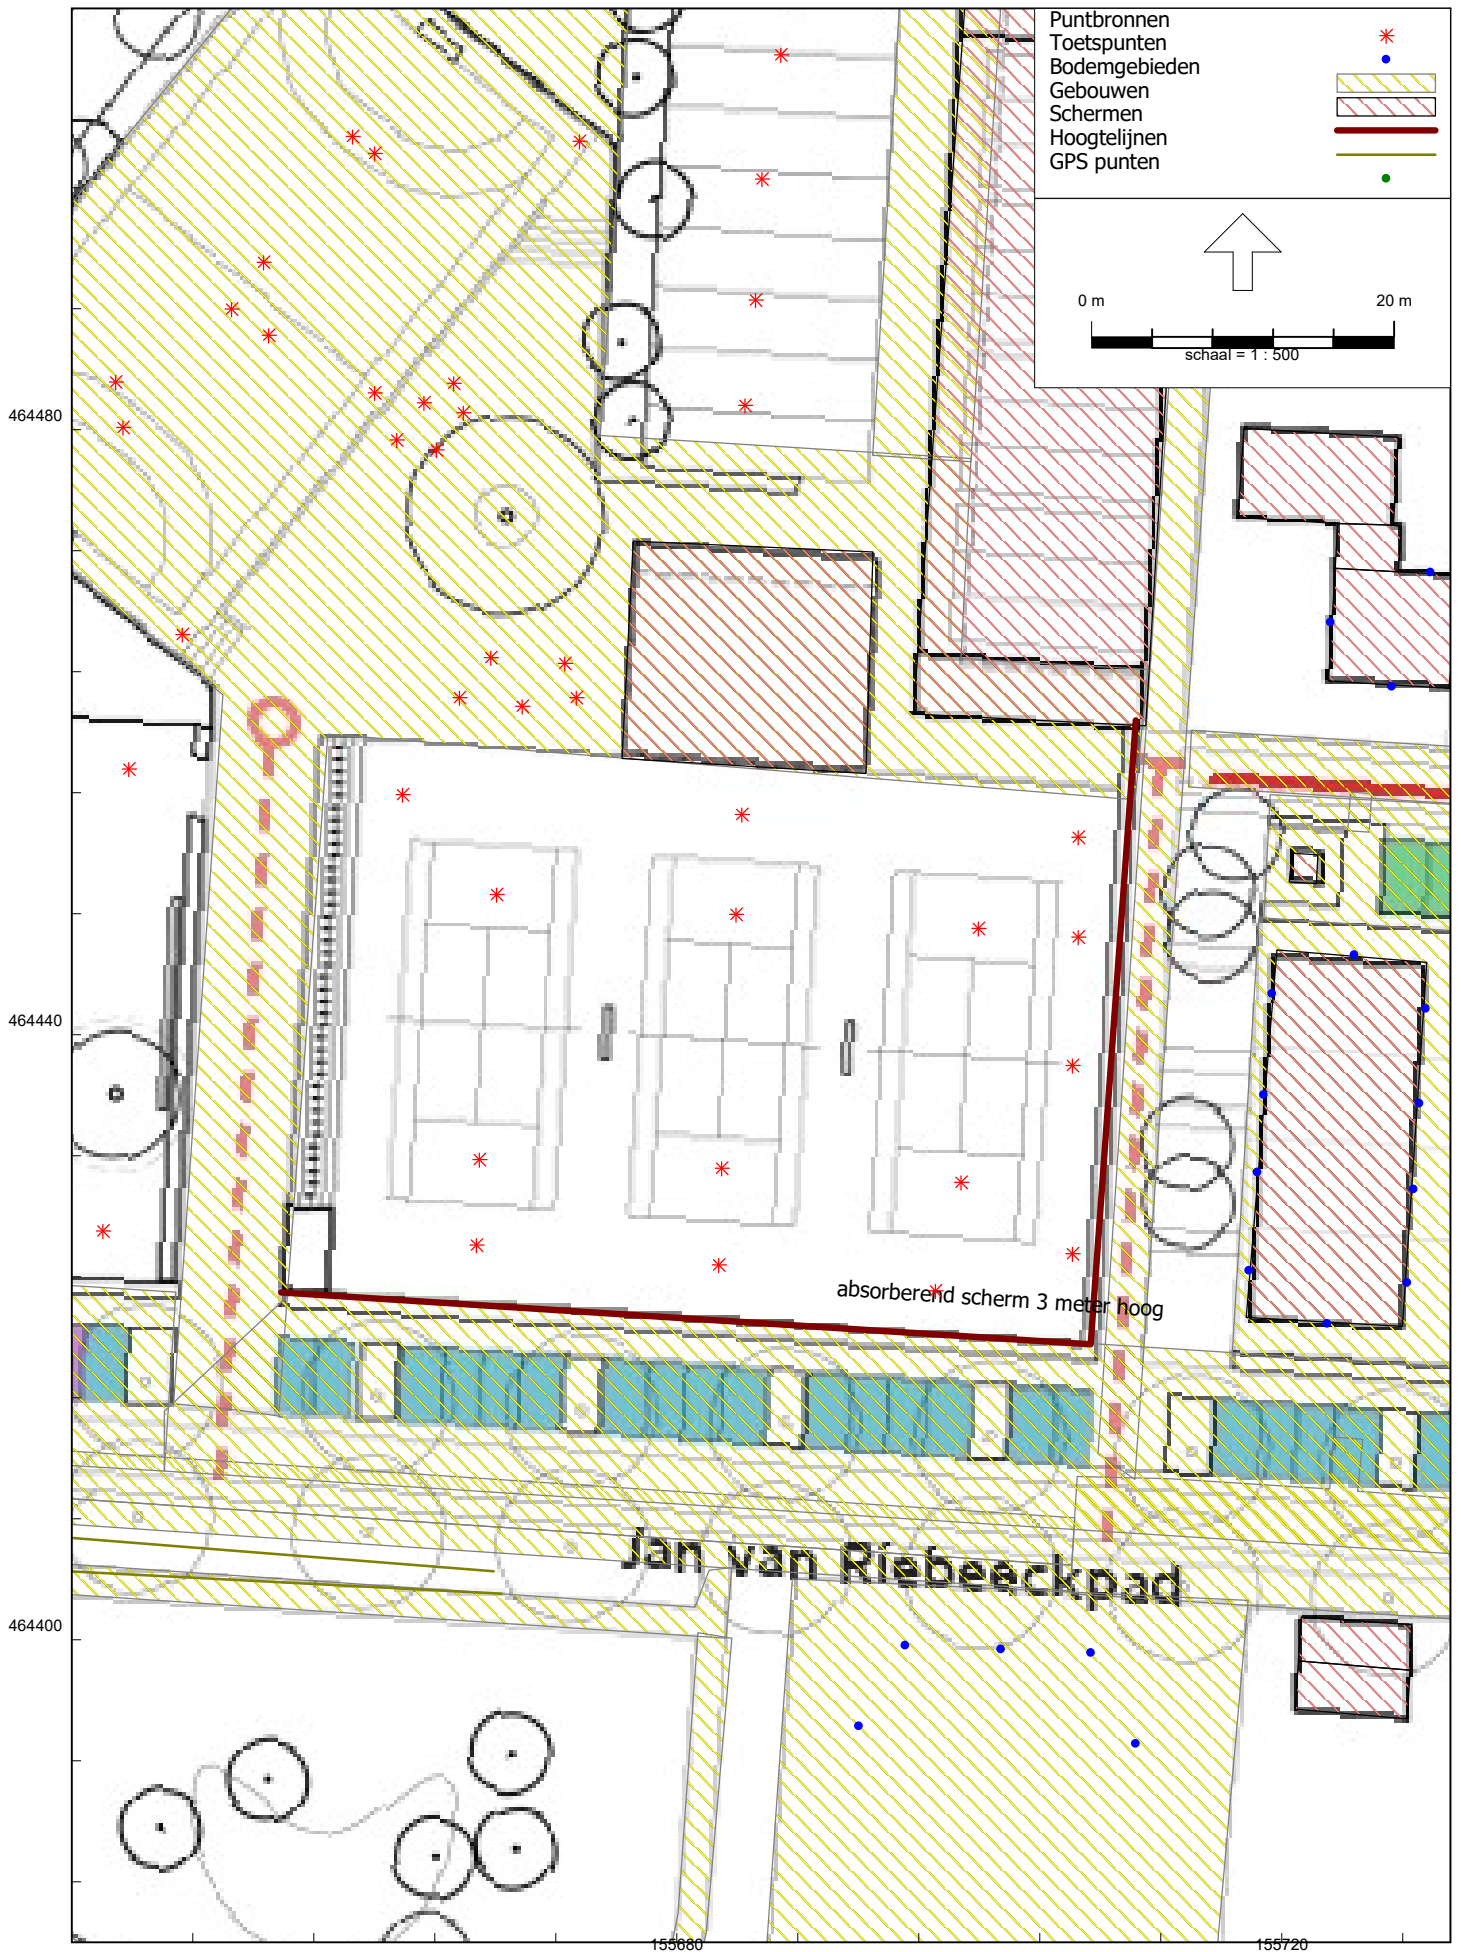 Puntbronnen
Toetspunten
Bodemgebieden
Gebouwen
Schermen
Hoogtelijnen
GPS punten
0 m 20 m
schaal = 1 : 500
464480
464440
absorberend scherm 3 meter hoog
Jan van Riebeeckpad
464400
155680 155720